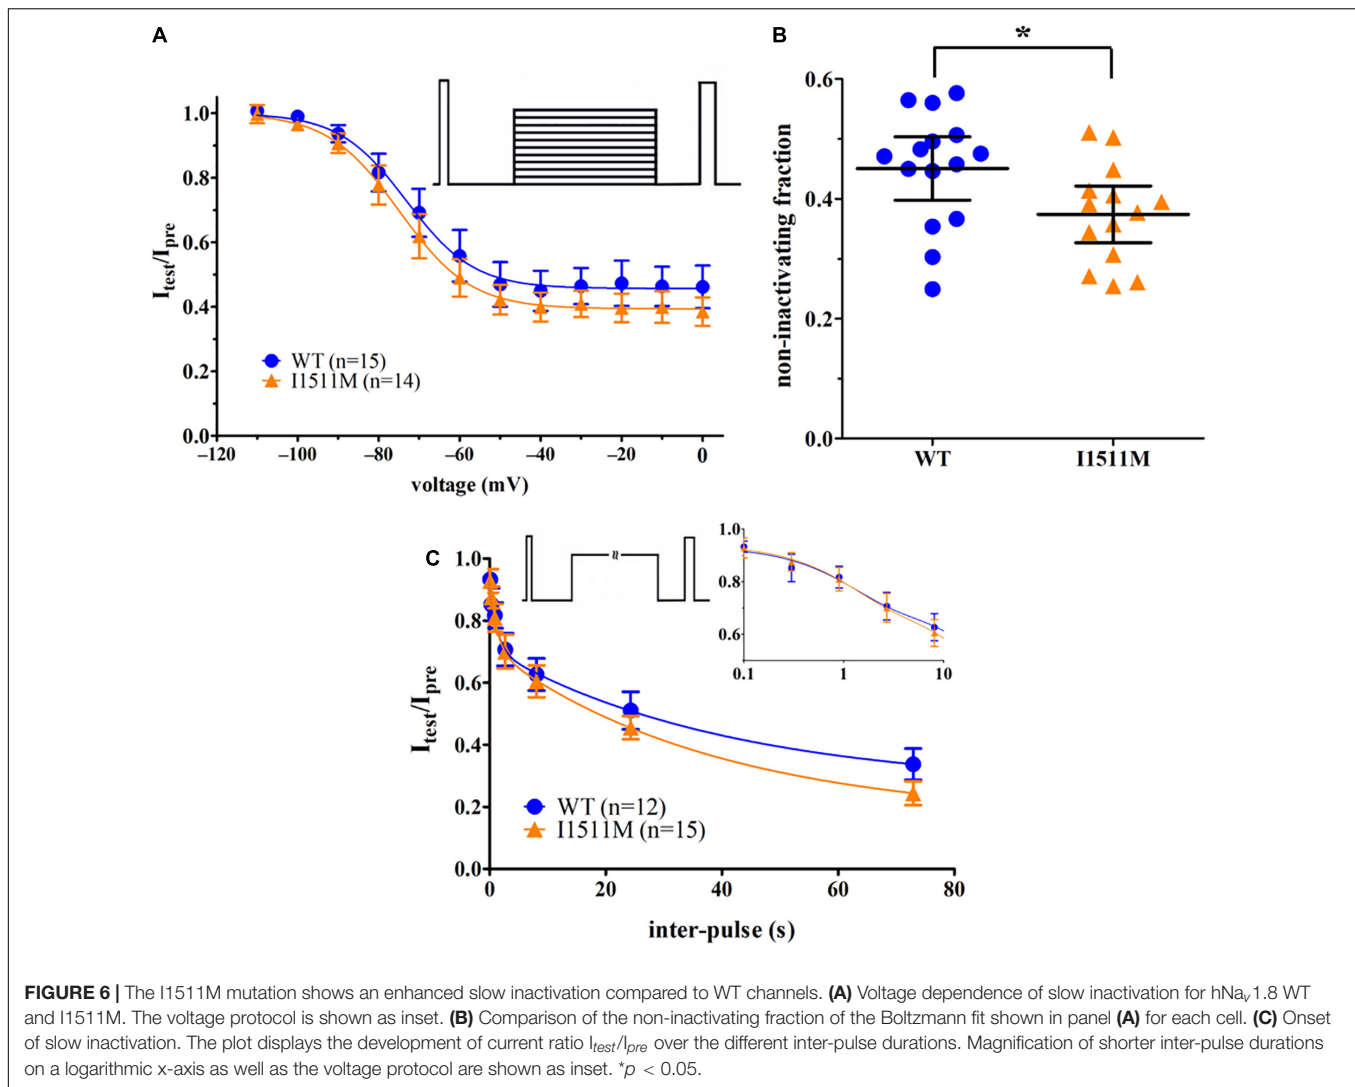 A
I_test/I_pre
1.0
0.8
0.6
0.4
0.2
0.0
WT (n=15)
I1511M (n=14)
−120 −100 −80 −60 −40 −20 0
voltage (mV)
B
*
non-inactivating fraction
0.6
0.4
0.2
0.0
WT I1511M
C
I_test/I_pre
1.0
0.8
0.6
0.4
0.2
0.0
≈
WT (n=12)
I1511M (n=15)
0 20 40 60 80
inter-pulse (s)
1.0
0.8
0.6
0.1 1 10
FIGURE 6 | The I1511M mutation shows an enhanced slow inactivation compared to WT channels. (A) Voltage dependence of slow inactivation for hNav1.8 WT
and I1511M. The voltage protocol is shown as inset. (B) Comparison of the non-inactivating fraction of the Boltzmann fit shown in panel (A) for each cell. (C) Onset
of slow inactivation. The plot displays the development of current ratio Itest/Ipre over the different inter-pulse durations. Magnification of shorter inter-pulse durations
on a logarithmic x-axis as well as the voltage protocol are shown as inset. *p < 0.05.